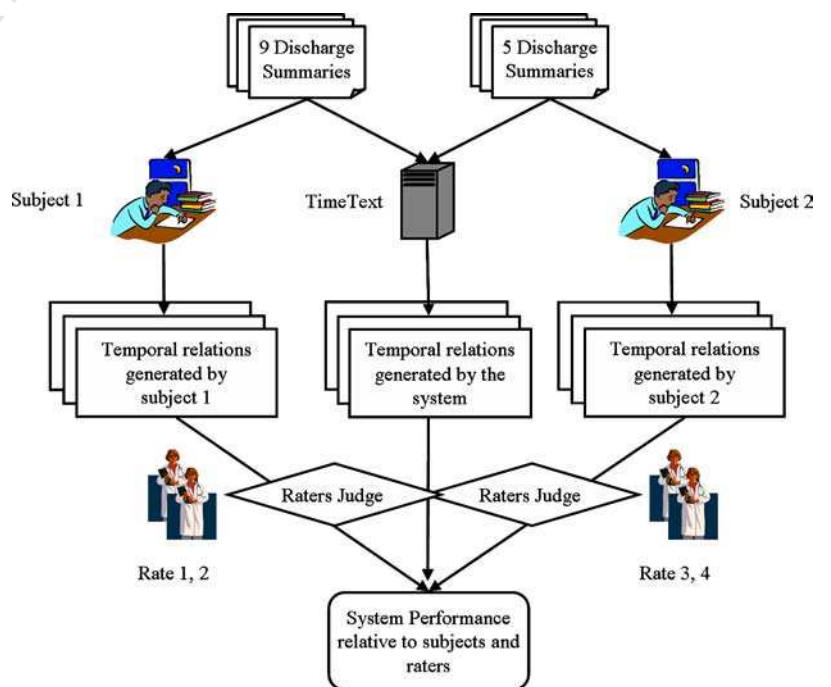 9 Discharge
Summaries
5 Discharge
Summaries
Subject 1
TimeText
Subject 2
Temporal relations
generated by
subject 1
Temporal relations
generated by the
system
Temporal relations
generated by
subject 2
Raters Judge
Raters Judge
Rate 1, 2
Rate 3, 4
System Performance
relative to subjects and
raters